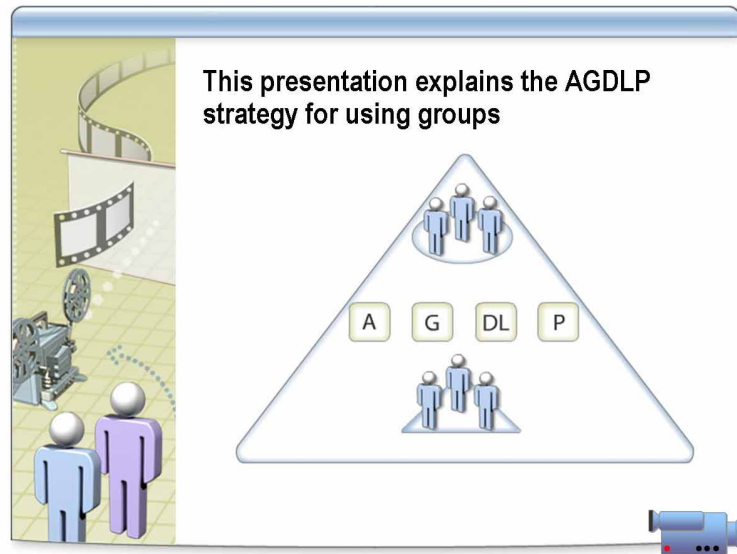 This presentation explains the AGDLP
strategy for using groups
A G DL P